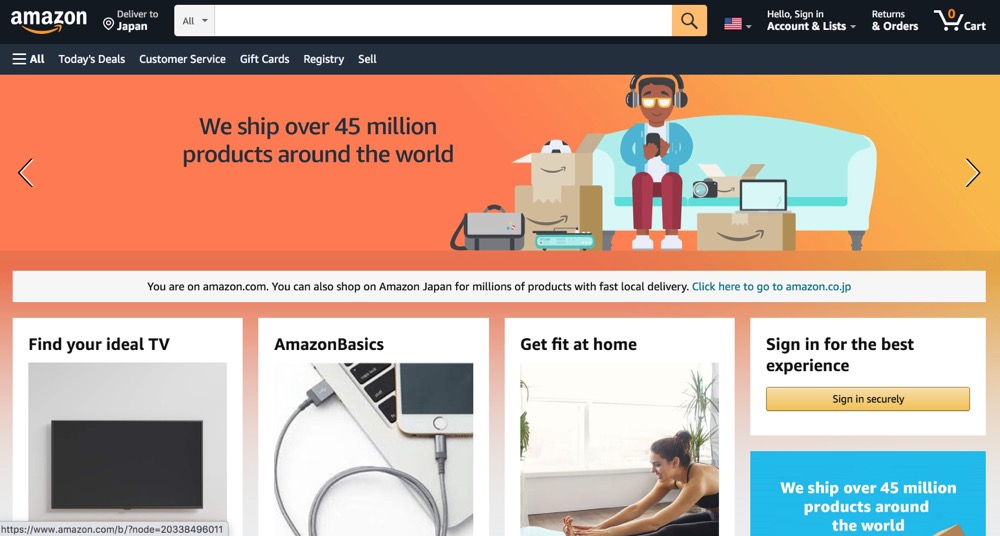 amazon
Deliver to
Japan
All
Hello, Sign in
Account & Lists
Returns
& Orders
0
Cart
All
Today's Deals
Customer Service
Gift Cards
Registry
Sell
We ship over 45 million
products around the world
You are on amazon.com. You can also shop on Amazon Japan for millions of products with fast local delivery. Click here to go to amazon.co.jp
Find your ideal TV
AmazonBasics
Get fit at home
Sign in for the best
experience
Sign in securely
We ship over 45 million
products around
the world
https://www.amazon.com/b/?node=20338496011